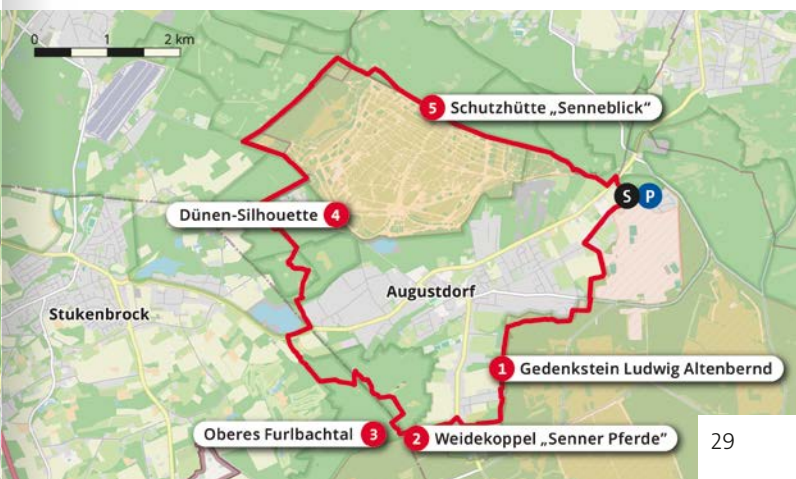 0 1 2 km
5 Schutzhütte „Senneblick“
S P
Dünen-Silhouette 4
Augustdorf
Stukenbrock
1 Gedenkstein Ludwig Altenbernd
Oberes Furlbachtal 3
2 Weidekoppel „Senner Pferde“
29